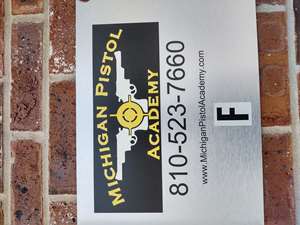 MICHIGAN PISTOL
ACADEMY
810-523-7660
www.MichiganPistolAcademy.com
F